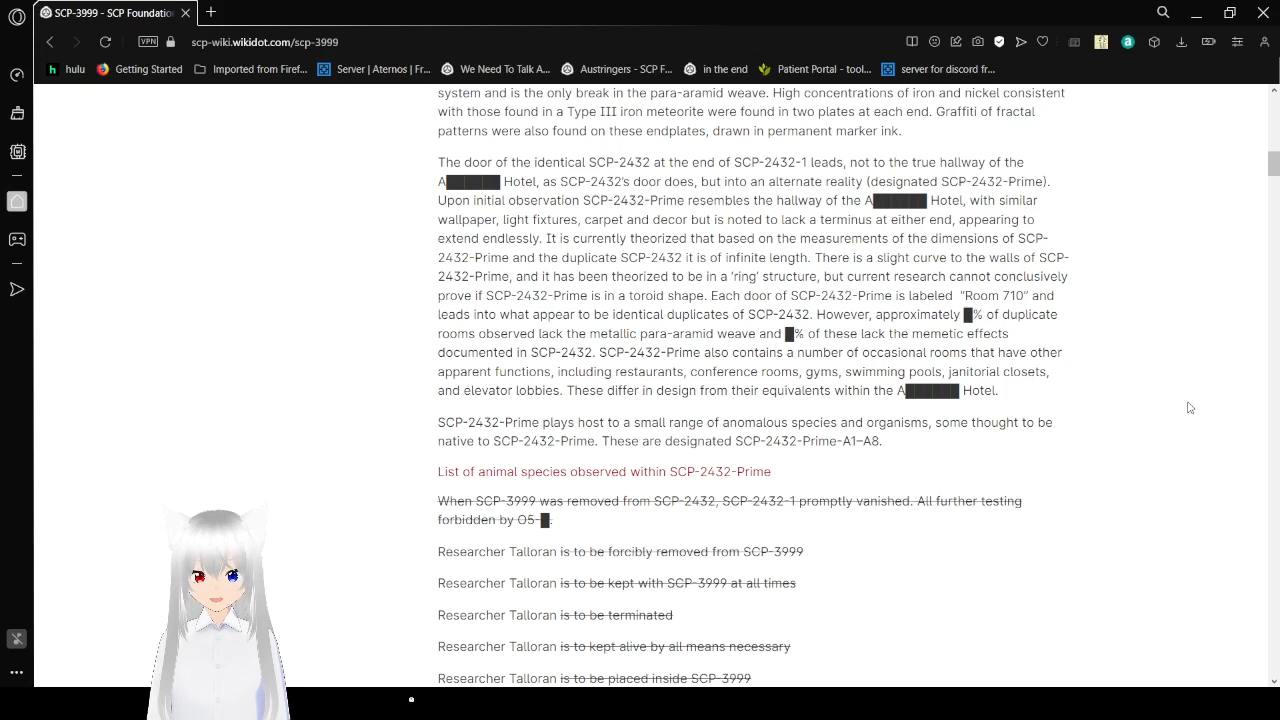 SCP-3999 - SCP Foundatio
scp-wiki.wikidot.com/scp-3999
VPN
hulu
Getting Started
Imported from Firef...
Server | Aternos | Fr...
We Need To Talk A...
Austringers - SCP F...
in the end
Patient Portal - tool...
server for discord fr...
system and is the only break in the para-aramid weave. High concentrations of iron and nickel consistent
with those found in a Type III iron meteorite were found in two plates at each end. Graffiti of fractal
patterns were also found on these endplates, drawn in permanent marker ink.
The door of the identical SCP-2432 at the end of SCP-2432-1 leads, not to the true hallway of the
A██████ Hotel, as SCP-2432's door does, but into an alternate reality (designated SCP-2432-Prime).
Upon initial observation SCP-2432-Prime resembles the hallway of the A██████ Hotel, with similar
wallpaper, light fixtures, carpet and decor but is noted to lack a terminus at either end, appearing to
extend endlessly. It is currently theorized that based on the measurements of the dimensions of SCP-
2432-Prime and the duplicate SCP-2432 it is of infinite length. There is a slight curve to the walls of SCP-
2432-Prime, and it has been theorized to be in a 'ring' structure, but current research cannot conclusively
prove if SCP-2432-Prime is in a toroid shape. Each door of SCP-2432-Prime is labeled "Room 710" and
leads into what appear to be identical duplicates of SCP-2432. However, approximately █% of duplicate
rooms observed lack the metallic para-aramid weave and █% of these lack the memetic effects
documented in SCP-2432. SCP-2432-Prime also contains a number of occasional rooms that have other
apparent functions, including restaurants, conference rooms, gyms, swimming pools, janitorial closets,
and elevator lobbies. These differ in design from their equivalents within the A██████ Hotel.
SCP-2432-Prime plays host to a small range of anomalous species and organisms, some thought to be
native to SCP-2432-Prime. These are designated SCP-2432-Prime-A1–A8.
List of animal species observed within SCP-2432-Prime
When SCP-3999 was removed from SCP-2432, SCP-2432-1 promptly vanished. All further testing
forbidden by O5-█.
Researcher Talloran is to be forcibly removed from SCP-3999
Researcher Talloran is to be kept with SCP-3999 at all times
Researcher Talloran is to be terminated
Researcher Talloran is to kept alive by all means necessary
Researcher Talloran is to be placed inside SCP-3999